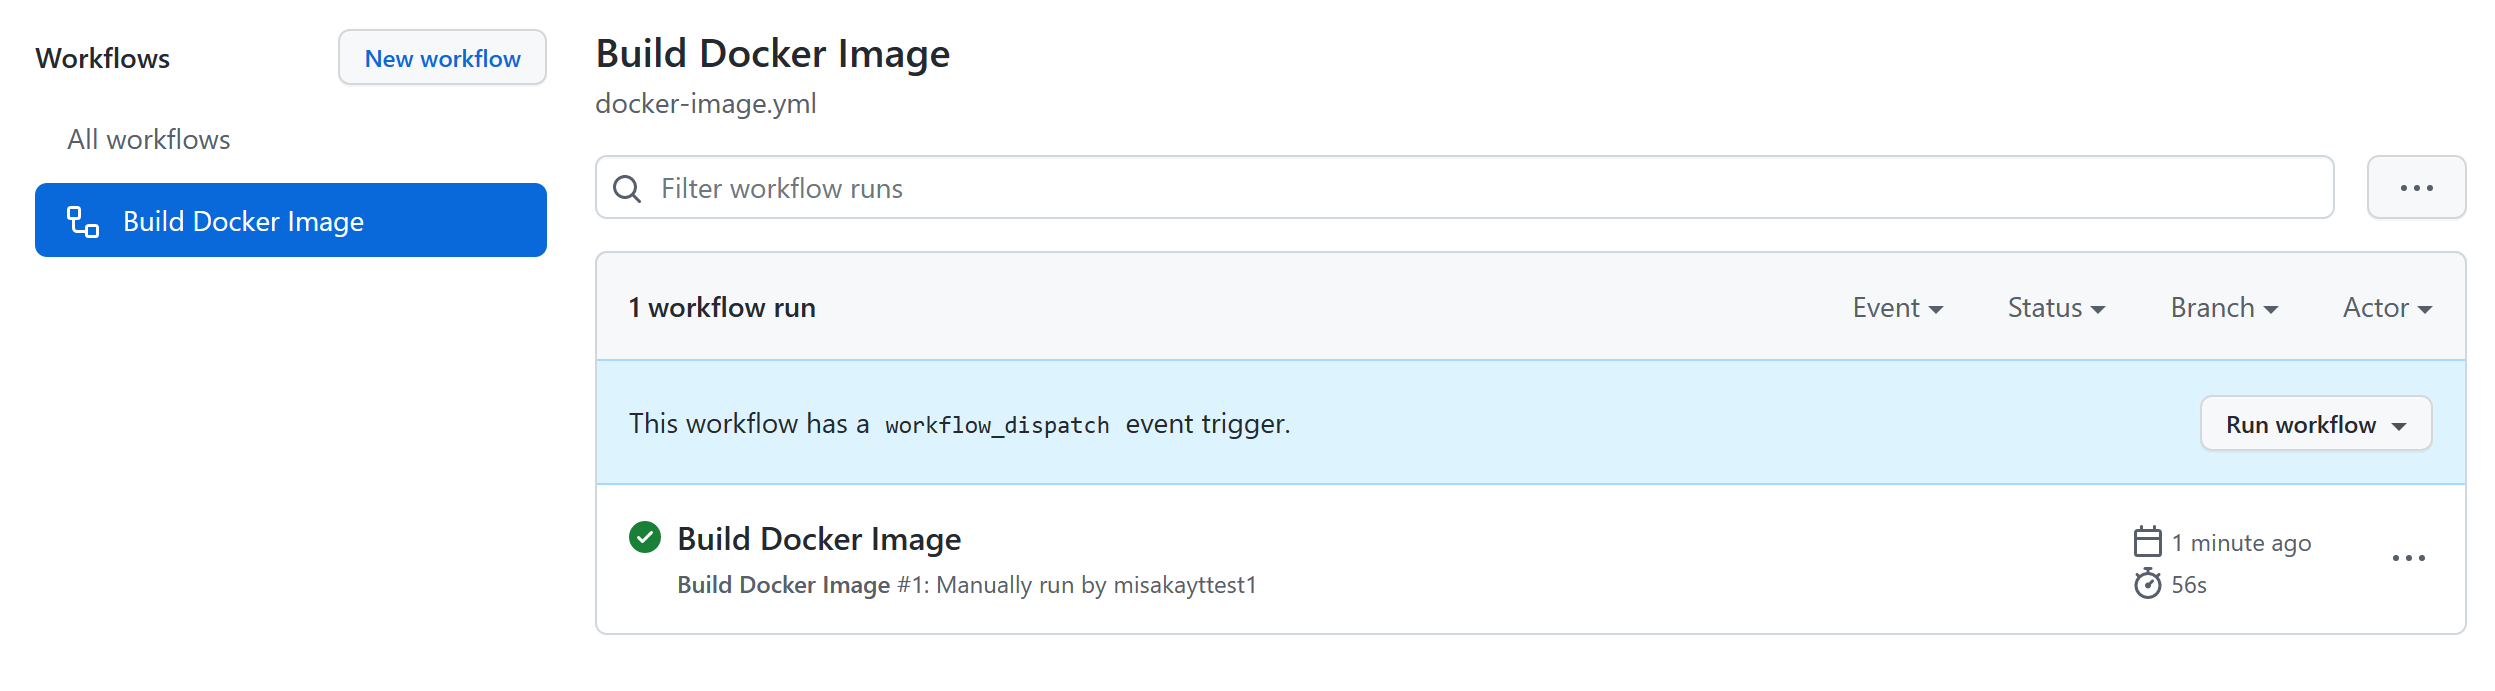 Workflows
New workflow
All workflows
Build Docker Image
Build Docker Image
docker-image.yml
Filter workflow runs
1 workflow run
Event
Status
Branch
Actor
This workflow has a workflow_dispatch event trigger.
Run workflow
Build Docker Image
Build Docker Image #1: Manually run by misakayttest1
1 minute ago
56s